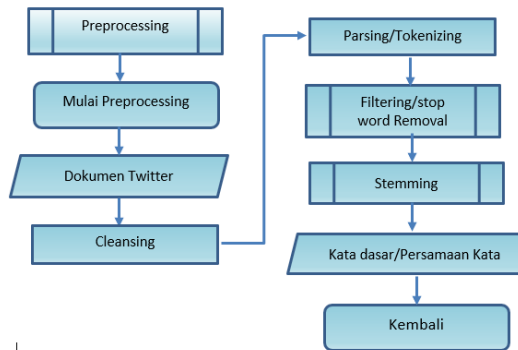 Preprocessing
Mulai Preprocessing
Dokumen Twitter
Cleansing
Parsing/Tokenizing
Filtering/stop
word Removal
Stemming
Kata dasar/Persamaan Kata
Kembali